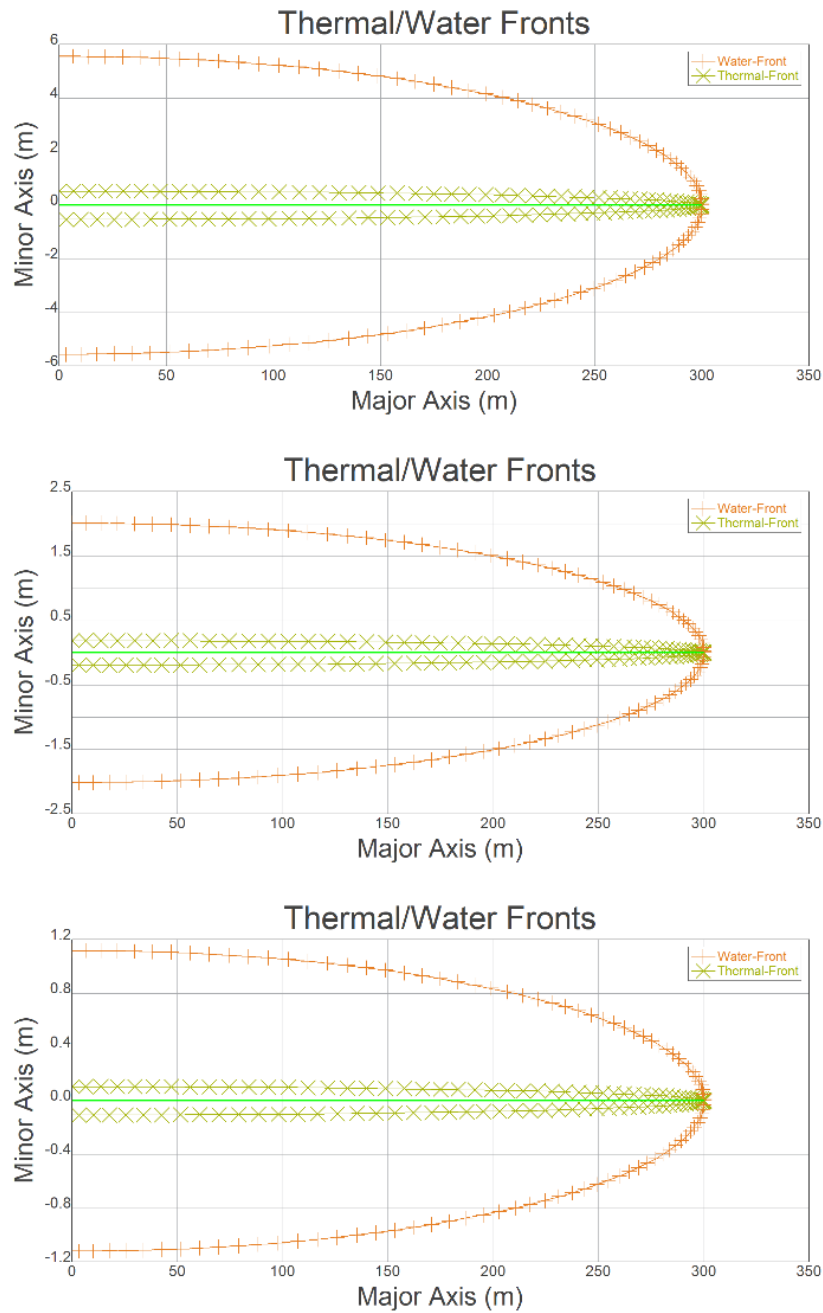 Thermal/Water Fronts
6
4
2
0
-2
-4
-6
Minor Axis (m)
Water-Front
Thermal-Front
0 50 100 150 200 250 300 350
Major Axis (m)
Thermal/Water Fronts
2.5
1.5
0.5
-0.5
-1.5
-2.5
Minor Axis (m)
Water-Front
Thermal-Front
0 50 100 150 200 250 300 350
Major Axis (m)
Thermal/Water Fronts
1.2
0.8
0.4
0.0
-0.4
-0.8
-1.2
Minor Axis (m)
Water-Front
Thermal-Front
0 50 100 150 200 250 300 350
Major Axis (m)